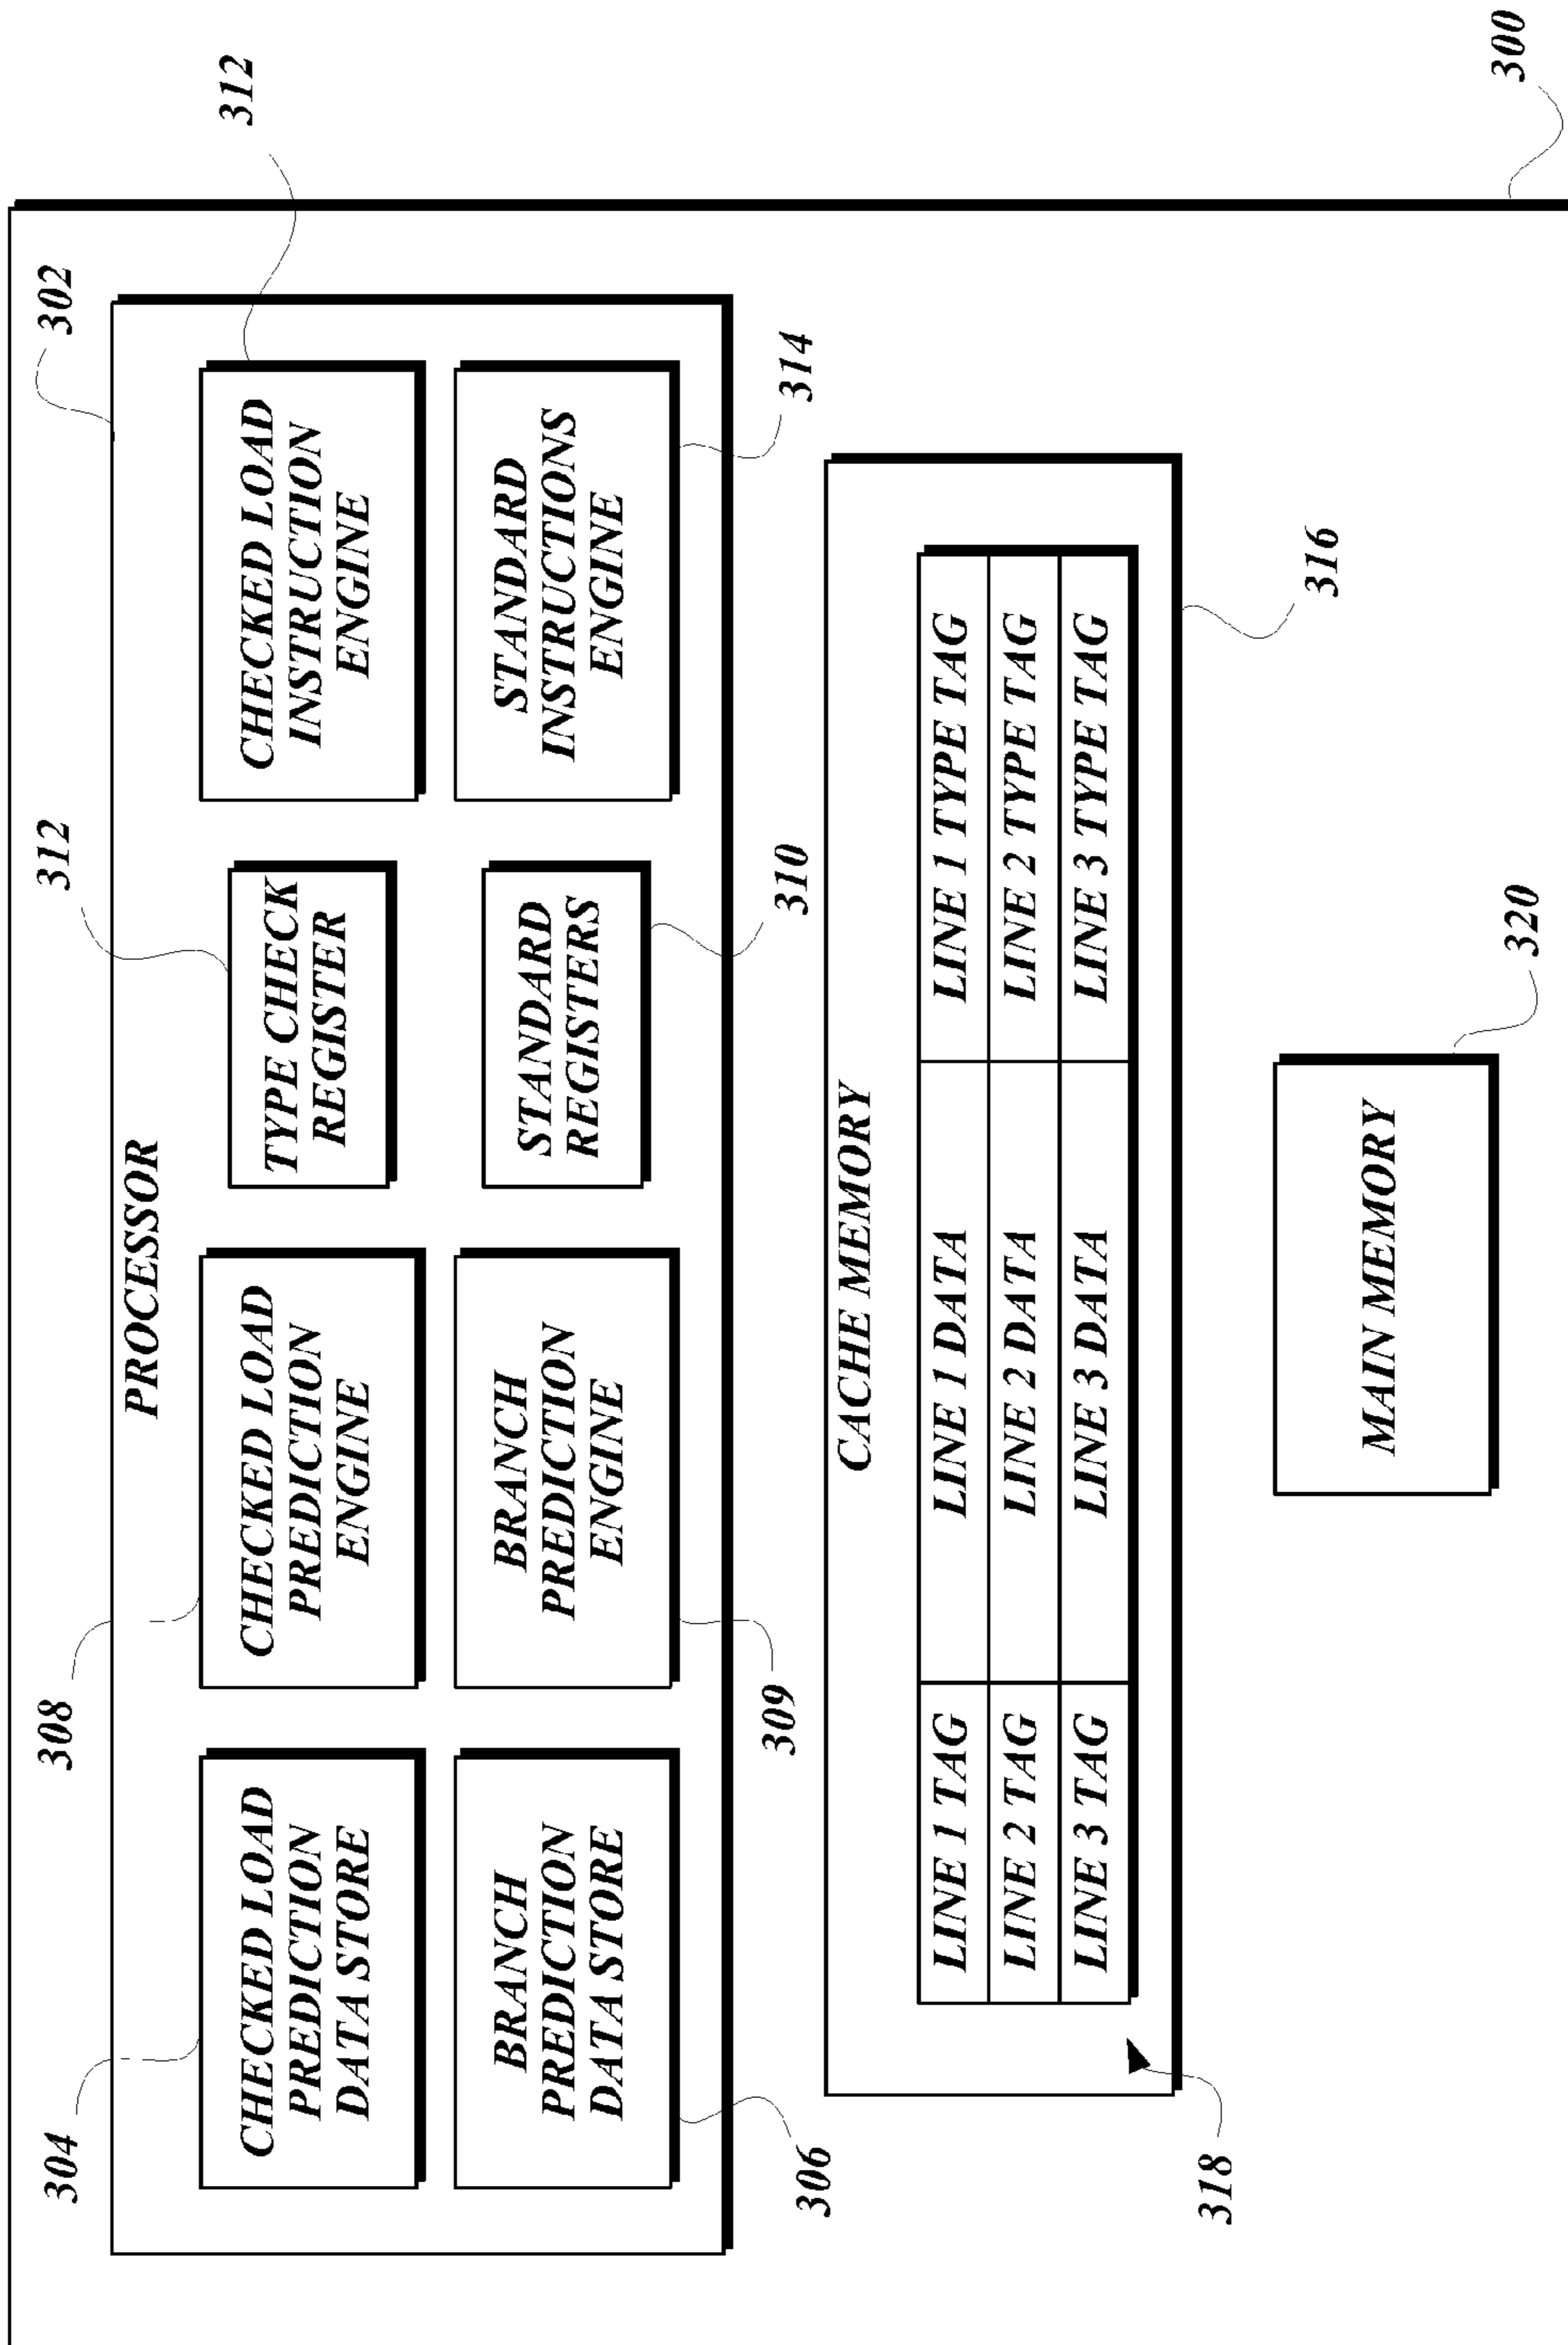 304
308
312
302
312
PROCESSOR
CHECKED LOAD
PREDICTION
DATA STORE
CHECKED LOAD
PREDICTION
ENGINE
TYPE CHECK
REGISTER
CHECKED LOAD
INSTRUCTION
ENGINE
BRANCH
PREDICTION
DATA STORE
BRANCH
PREDICTION
ENGINE
STANDARD
REGISTERS
STANDARD
INSTRUCTIONS
ENGINE
306
309
310
314
CACHE MEMORY
LINE 1 TAG LINE 1 DATA LINE 1 TYPE TAG
LINE 2 TAG LINE 2 DATA LINE 2 TYPE TAG
LINE 3 TAG LINE 3 DATA LINE 3 TYPE TAG
318
316
MAIN MEMORY
320
300